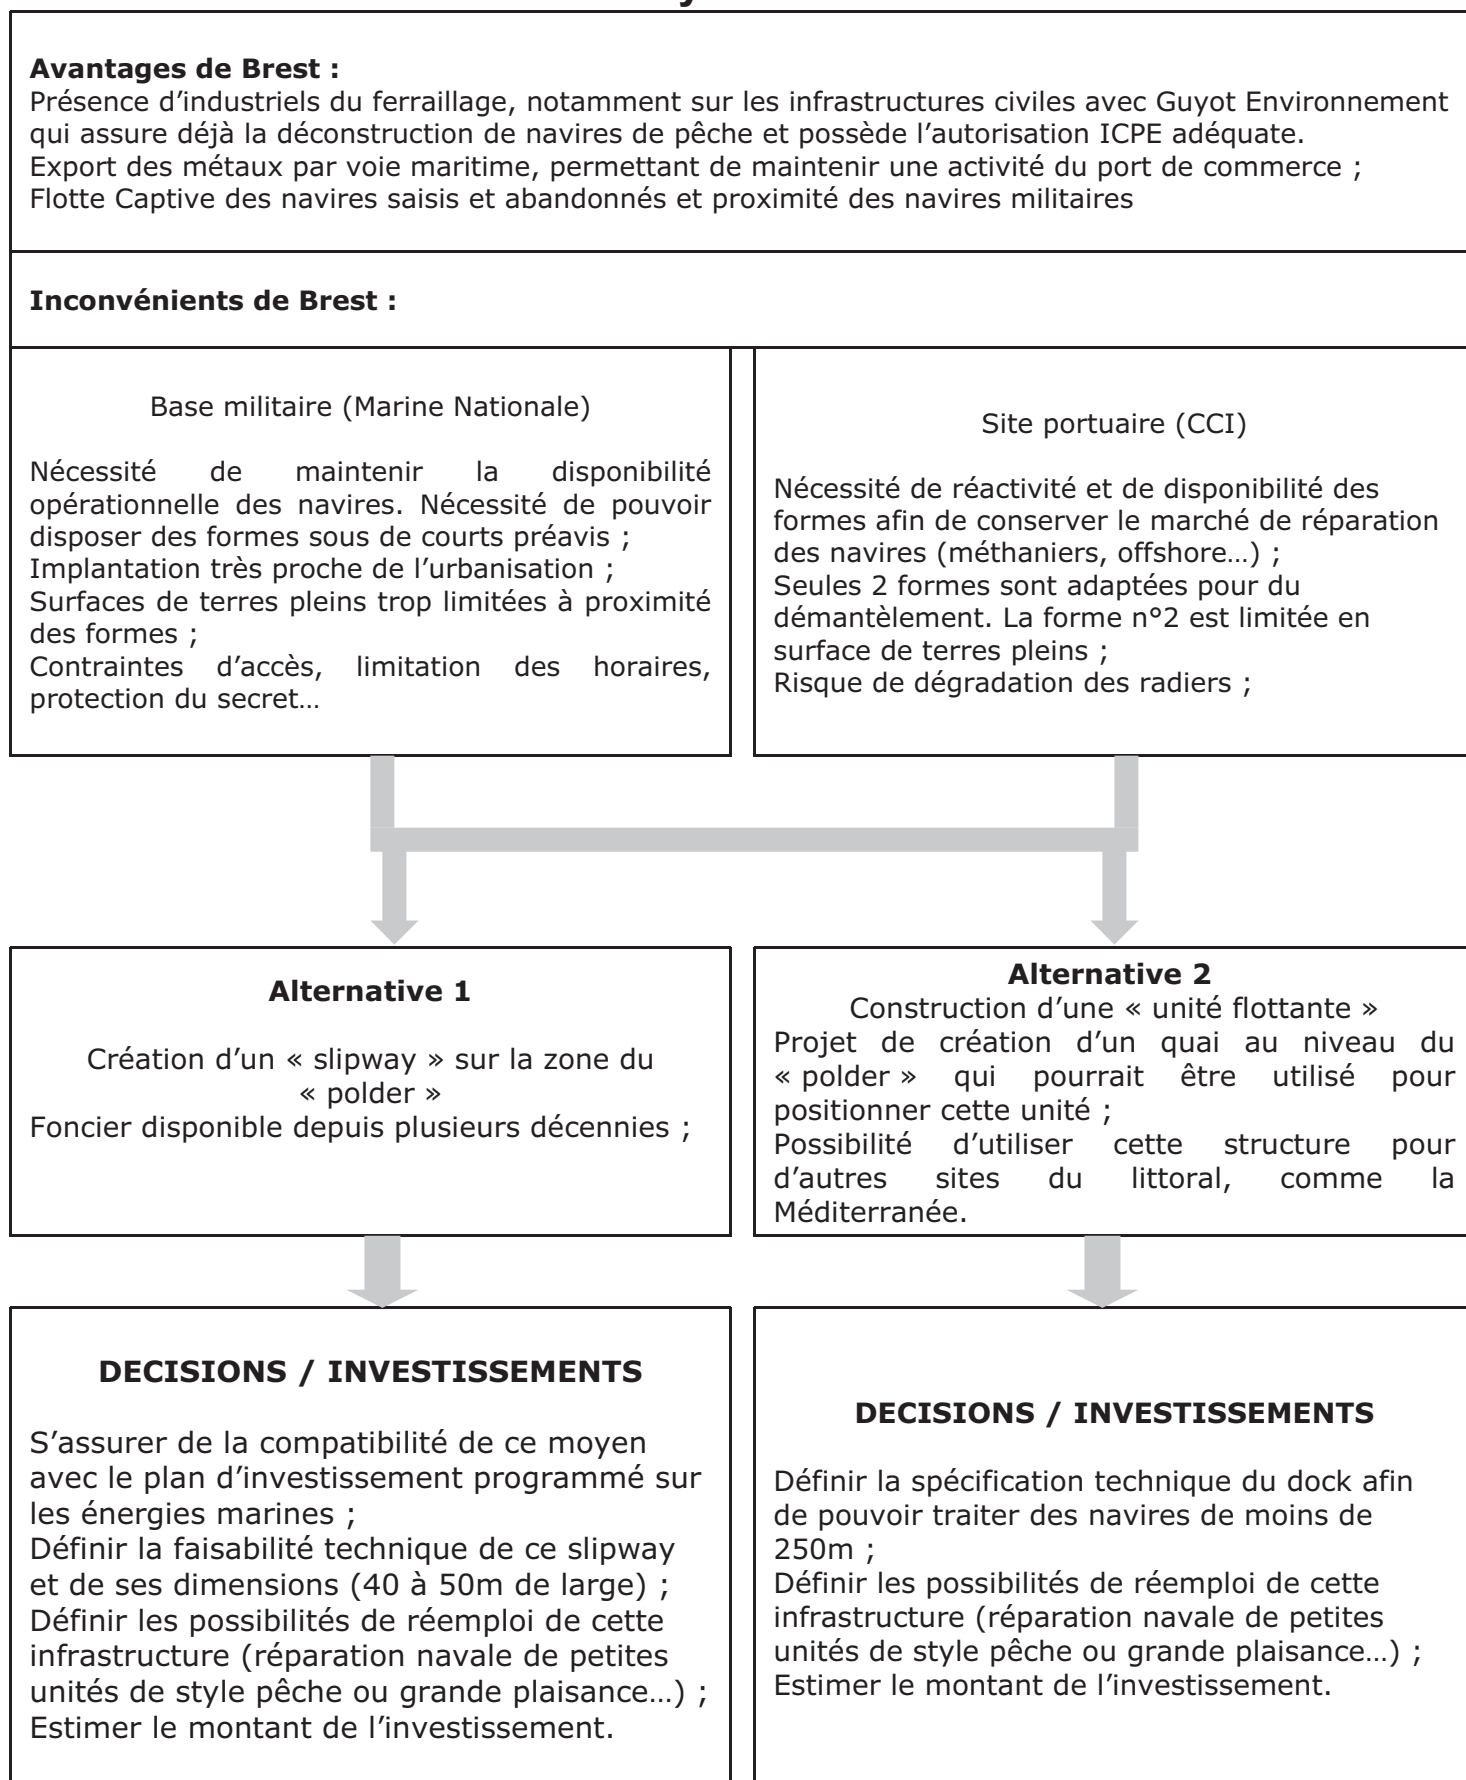 Avantages de Brest :
Présence d’industriels du ferraillage, notamment sur les infrastructures civiles avec Guyot Environnement
qui assure déjà la déconstruction de navires de pêche et possède l’autorisation ICPE adéquate.
Export des métaux par voie maritime, permettant de maintenir une activité du port de commerce ;
Flotte Captive des navires saisis et abandonnés et proximité des navires militaires
Inconvénients de Brest :
Base militaire (Marine Nationale)
Nécessité de maintenir la disponibilité
opérationnelle des navires. Nécessité de pouvoir
disposer des formes sous de courts préavis ;
Implantation très proche de l’urbanisation ;
Surfaces de terres pleins trop limitées à proximité
des formes ;
Contraintes d’accès, limitation des horaires,
protection du secret…
Site portuaire (CCI)
Nécessité de réactivité et de disponibilité des
formes afin de conserver le marché de réparation
des navires (méthaniers, offshore…) ;
Seules 2 formes sont adaptées pour du
démantèlement. La forme n°2 est limitée en
surface de terres pleins ;
Risque de dégradation des radiers ;
Alternative 1
Création d’un « slipway » sur la zone du
« polder »
Foncier disponible depuis plusieurs décennies ;
Alternative 2
Construction d’une « unité flottante »
Projet de création d’un quai au niveau du
« polder » qui pourrait être utilisé pour
positionner cette unité ;
Possibilité d’utiliser cette structure pour
d’autres sites du littoral, comme la
Méditerranée.
DECISIONS / INVESTISSEMENTS
S’assurer de la compatibilité de ce moyen
avec le plan d’investissement programmé sur
les énergies marines ;
Définir la faisabilité technique de ce slipway
et de ses dimensions (40 à 50m de large) ;
Définir les possibilités de réemploi de cette
infrastructure (réparation navale de petites
unités de style pêche ou grande plaisance…) ;
Estimer le montant de l’investissement.
DECISIONS / INVESTISSEMENTS
Définir la spécification technique du dock afin
de pouvoir traiter des navires de moins de
250m ;
Définir les possibilités de réemploi de cette
infrastructure (réparation navale de petites
unités de style pêche ou grande plaisance…) ;
Estimer le montant de l’investissement.